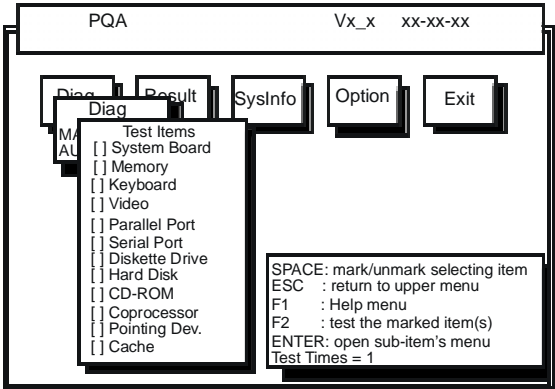 PQA Vx_x xx-xx-xx
Diag Result SysInfo Option Exit
Diag
MA
AU
Test Items
[ ] System Board
[ ] Memory
[ ] Keyboard
[ ] Video
[ ] Parallel Port
[ ] Serial Port
[ ] Diskette Drive
[ ] Hard Disk
[ ] CD-ROM
[ ] Coprocessor
[ ] Pointing Dev.
[ ] Cache
SPACE: mark/unmark selecting item
ESC : return to upper menu
F1 : Help menu
F2 : test the marked item(s)
ENTER: open sub-item's menu
Test Times = 1